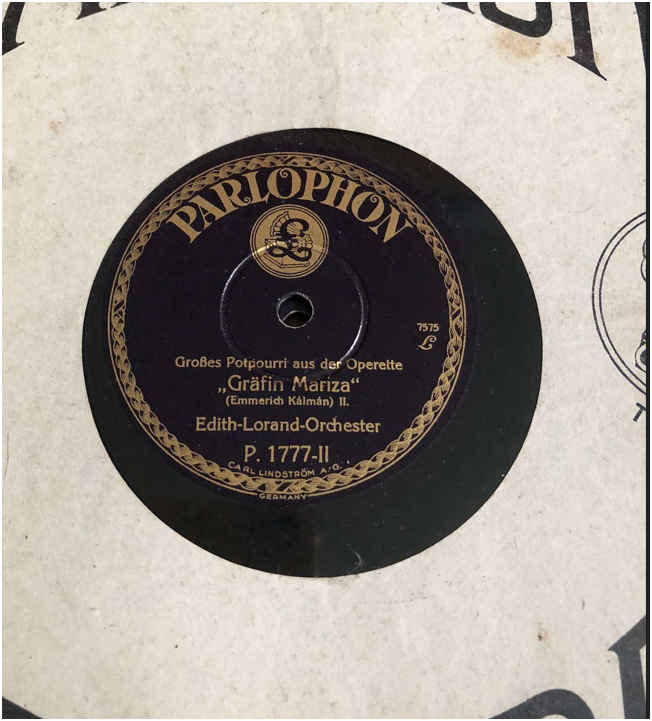 PARLOPHON
£
7575
L
Großes Potpourri aus der Operette
„Gräfin Mariza“
(Emmerich Kálmán) II.
Edith-Lorand-Orchester
P. 1777-II
CARL LINDSTRÖM A.-G.
GERMANY